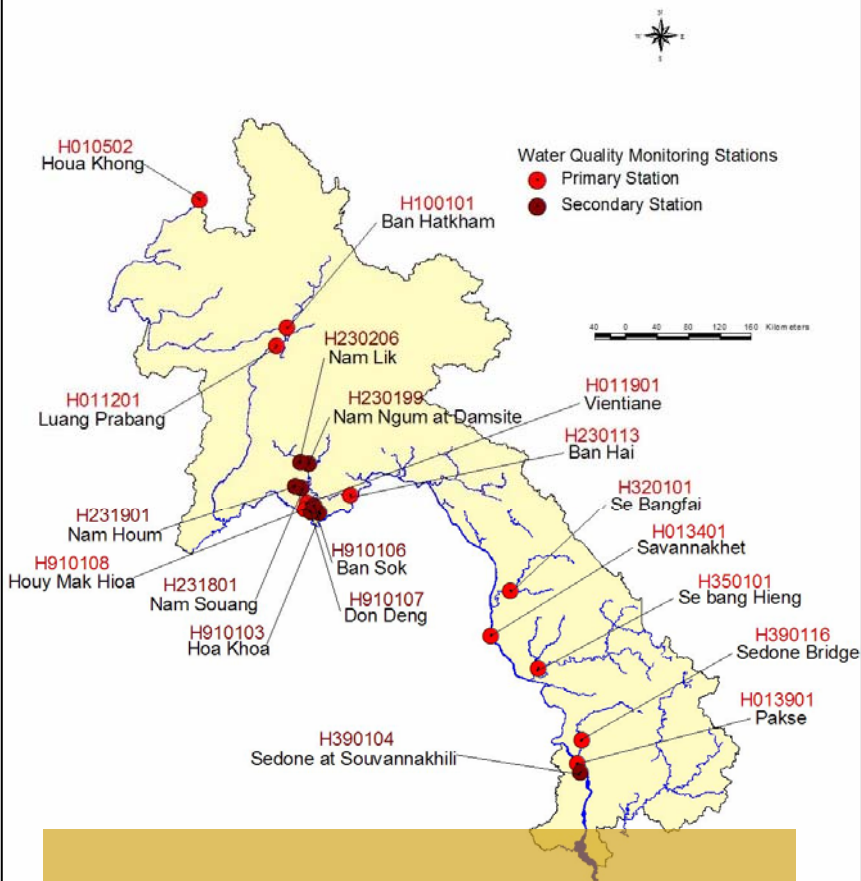 N
W E
S
H010502
Houa Khong
Water Quality Monitoring Stations
Primary Station
Secondary Station
H100101
Ban Hatkham
40 0 40 80 120 160 Kilometers
H230206
Nam Lik
H011201
Luang Prabang
H230199
Nam Ngum at Damsite
H011901
Vientiane
H230113
Ban Hai
H320101
Se Bangfai
H231901
Nam Houm
H013401
Savannakhet
H910108
Houy Mak Hioa
H910106
Ban Sok
H350101
Se bang Hieng
H231801
Nam Souang
H910107
Don Deng
H910103
Hoa Khoa
H390116
Sedone Bridge
H013901
Pakse
H390104
Sedone at Souvannakhili